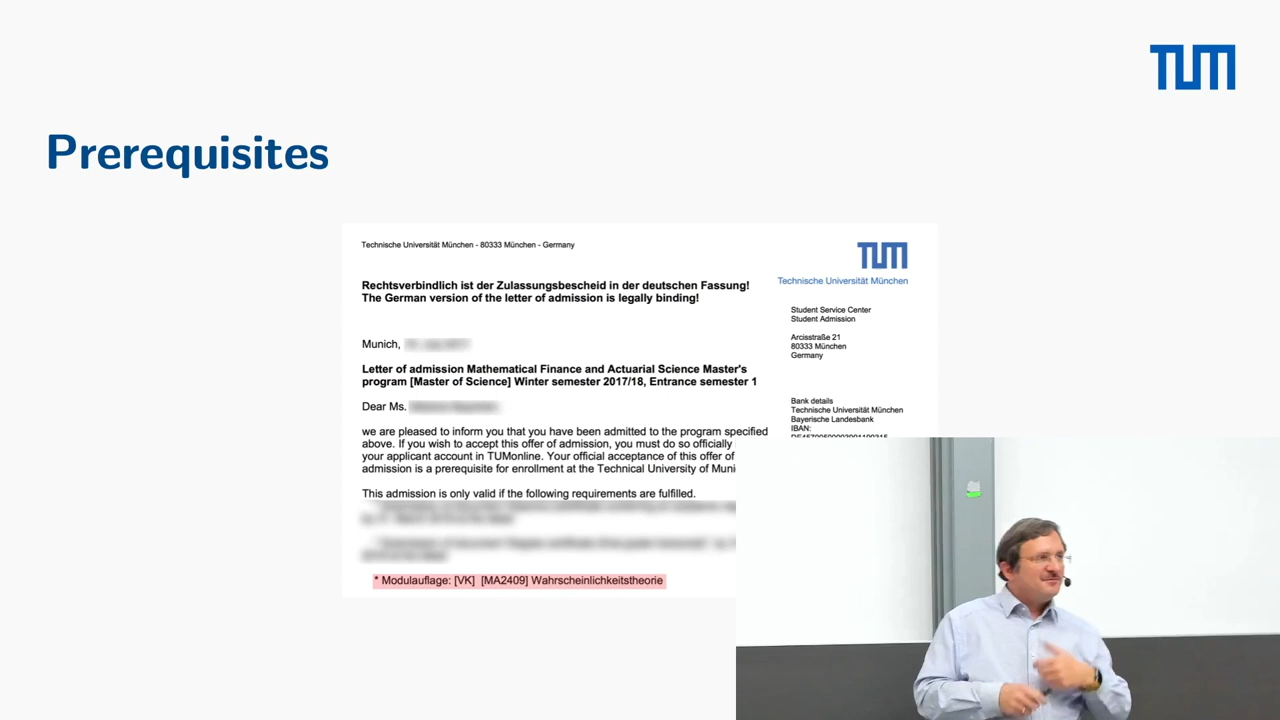 TUM
Prerequisites
Technische Universität München - 80333 München - Germany
TUM
Technische Universität München
Rechtsverbindlich ist der Zulassungsbescheid in der deutschen Fassung!
The German version of the letter of admission is legally binding!
Student Service Center
Student Admission
Arcisstraße 21
80333 München
Germany
Munich,
Letter of admission Mathematical Finance and Actuarial Science Master's
program [Master of Science] Winter semester 2017/18, Entrance semester 1
Dear Ms.
Bank details
Technische Universität München
Bayerische Landesbank
IBAN:
we are pleased to inform you that you have been admitted to the program specified
above. If you wish to accept this offer of admission, you must do so officially
your applicant account in TUMonline. Your official acceptance of this offer of
admission is a prerequisite for enrollment at the Technical University of
This admission is only valid if the following requirements are fulfilled.
* Modulauflage: [VK] [MA2409] Wahrscheinlichkeitstheorie